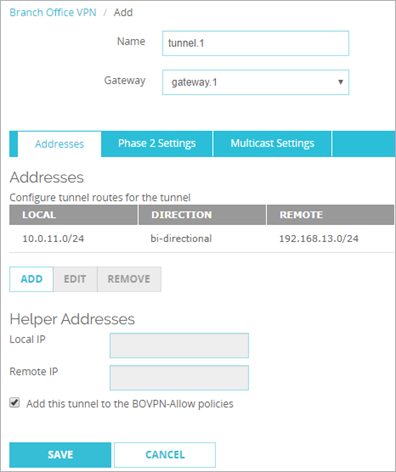 Branch Office VPN / Add
Name tunnel.1
Gateway gateway.1
Addresses Phase 2 Settings Multicast Settings
Addresses
Configure tunnel routes for the tunnel
LOCAL DIRECTION REMOTE
10.0.11.0/24 bi-directional 192.168.13.0/24
ADD EDIT REMOVE
Helper Addresses
Local IP
Remote IP
Add this tunnel to the BOVPN-Allow policies
SAVE CANCEL